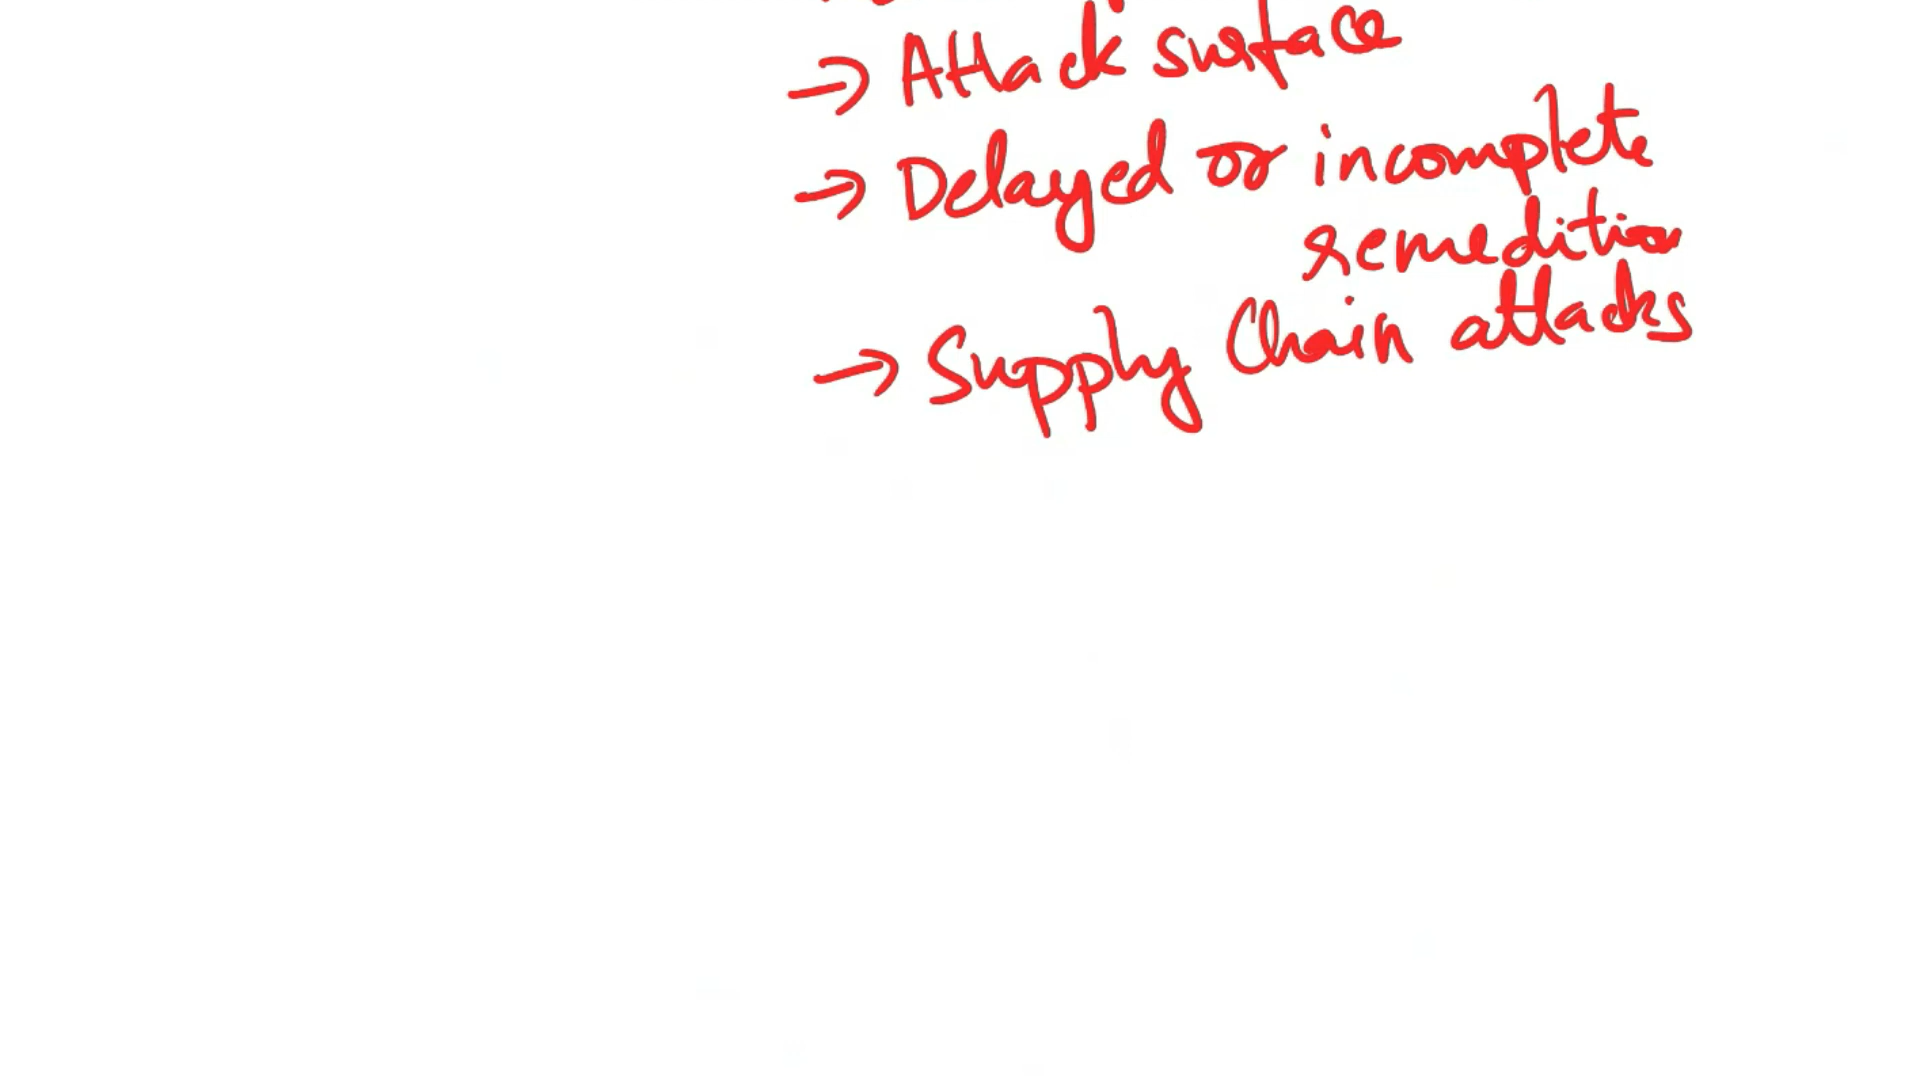 → Attack surface
→ Delayed or incomplete
remedition
→ Supply Chain attacks